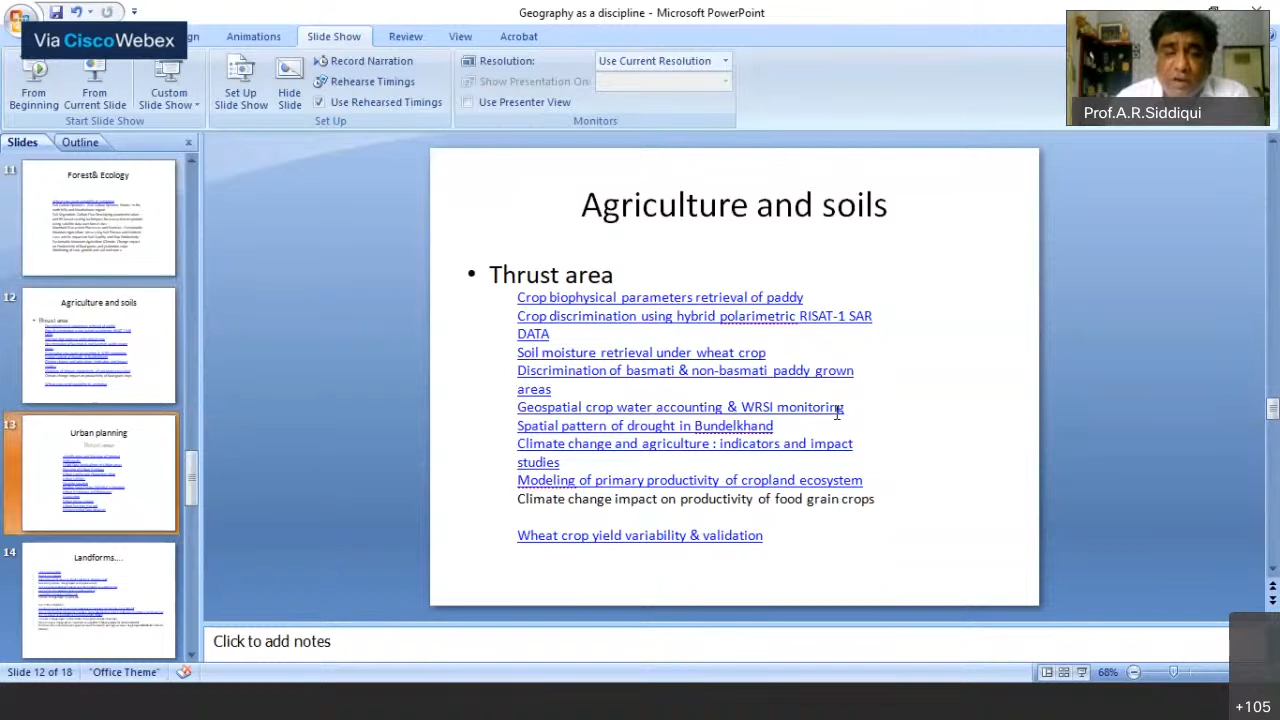 Geography as a discipline - Microsoft PowerPoint
Via Cisco Webex
gn
Animations
Slide Show
Review
View
Acrobat
From Beginning
From Current Slide
Custom Slide Show
Start Slide Show
Set Up Slide Show
Hide Slide
Record Narration
Rehearse Timings
Use Rehearsed Timings
Set Up
Resolution:
Use Current Resolution
Show Presentation On:
Use Presenter View
Monitors
Prof.A.R.Siddiqui
Slides
Outline
11
Forest& Ecology
12
Agriculture and soils
Thrust area
13
Urban planning
Thrust area
14
Landforms....
Agriculture and soils
• Thrust area
Crop biophysical parameters retrieval of paddy
Crop discrimination using hybrid polarimetric RISAT-1 SAR
DATA
Soil moisture retrieval under wheat crop
Discrimination of basmati & non-basmati paddy grown
areas
Geospatial crop water accounting & WRSI monitoring
Spatial pattern of drought in Bundelkhand
Climate change and agriculture : indicators and impact
studies
Modeling of primary productivity of cropland ecosystem
Climate change impact on productivity of food grain crops
Wheat crop yield variability & validation
Click to add notes
Slide 12 of 18
"Office Theme"
68%
+105